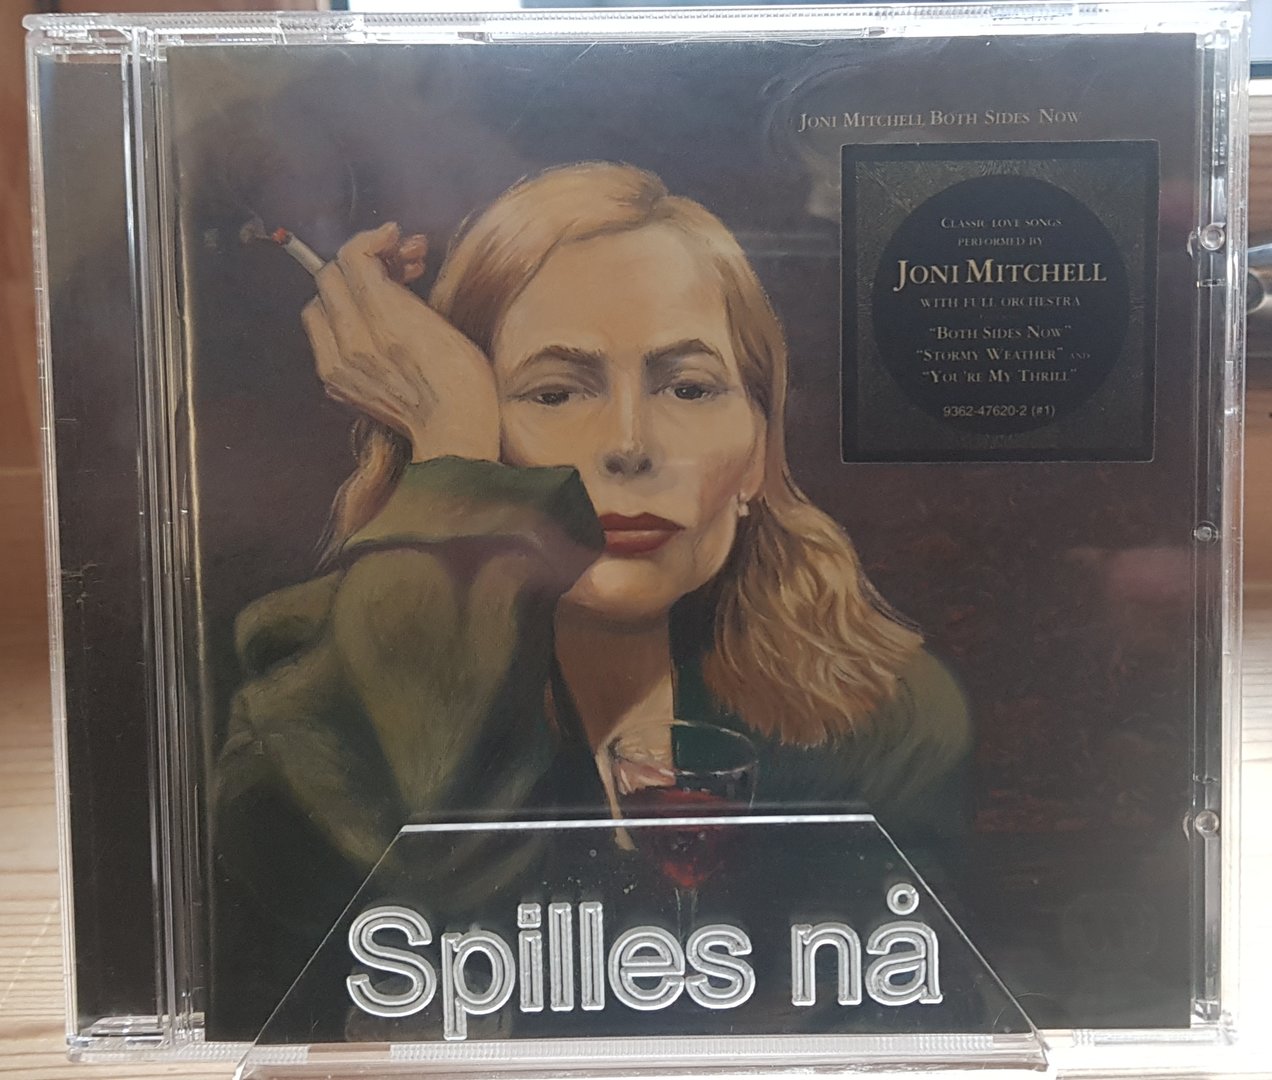 JONI MITCHELL BOTH SIDES NOW
CLASSIC LOVE SONGS
PERFORMED BY
JONI MITCHELL
WITH FULL ORCHESTRA
"BOTH SIDES NOW"
"STORMY WEATHER" AND
"YOU'RE MY THRILL"
9362-47620-2 (#1)
Spilles nå